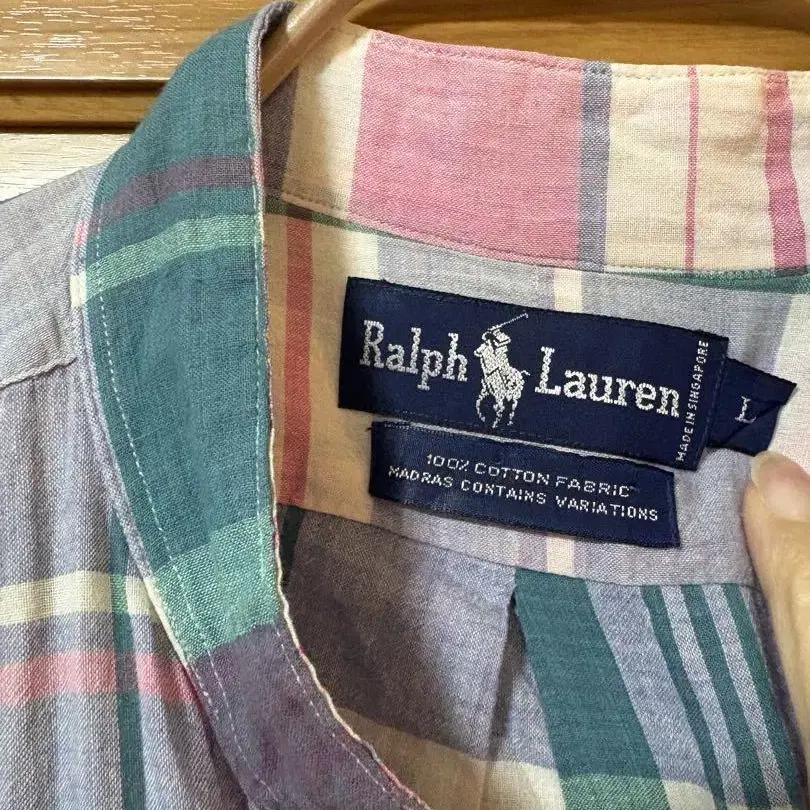 Ralph Lauren
MADE IN SINGAPORE
L
100% COTTON FABRIC
MADRAS CONTAINS VARIATIONS